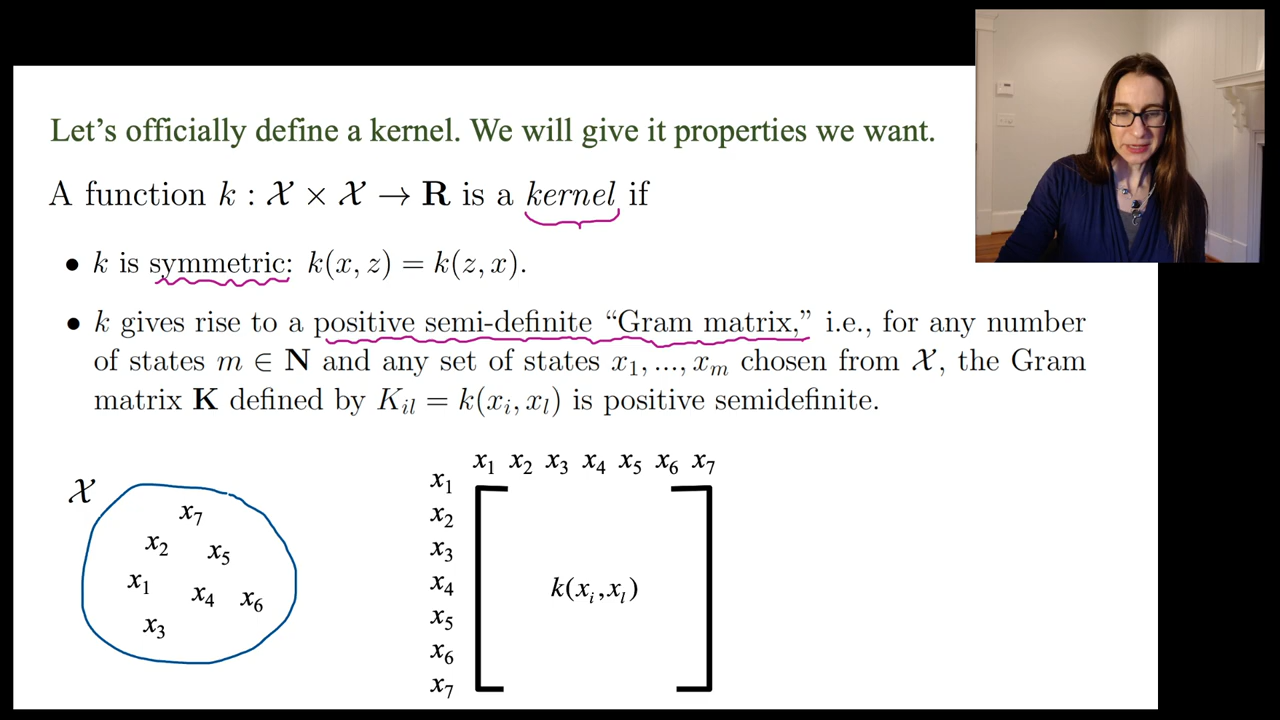 Let's officially define a kernel. We will give it properties we want.
A function k : 𝒳 × 𝒳 → R is a kernel if
• k is symmetric: k(x, z) = k(z, x).
• k gives rise to a positive semi-definite “Gram matrix,” i.e., for any number
of states m ∈ N and any set of states x₁, ..., xₘ chosen from 𝒳, the Gram
matrix K defined by Kᵢₗ = k(xᵢ, xₗ) is positive semidefinite.
𝒳
x₇
x₂ x₅
x₁ x₄ x₆
x₃
x₁ x₂ x₃ x₄ x₅ x₆ x₇
x₁
x₂
x₃
x₄ k(xᵢ,xₗ)
x₅
x₆
x₇